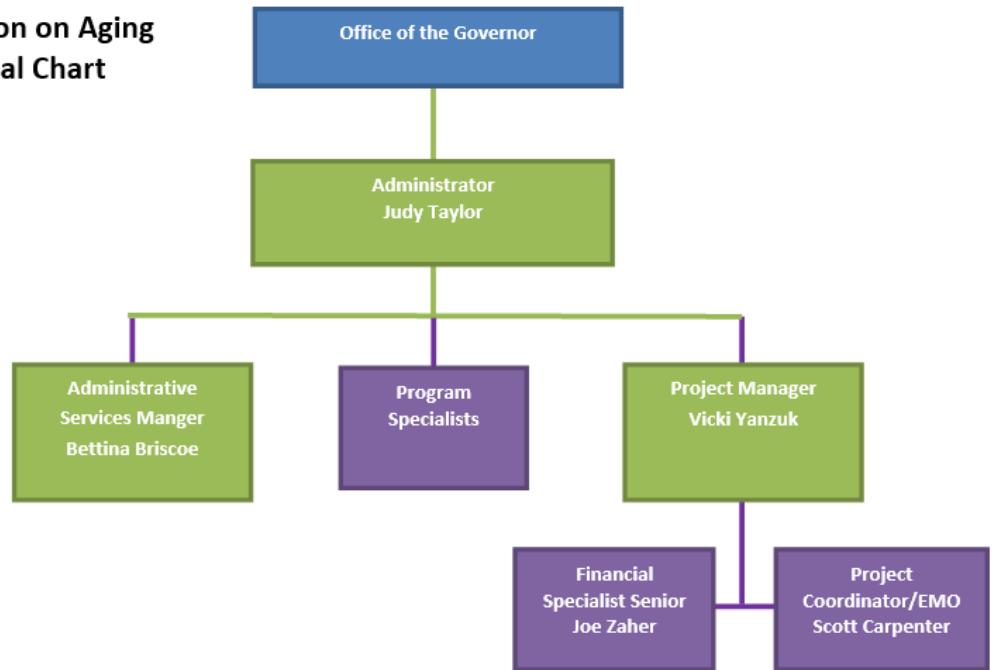 on on Aging
al Chart
Office of the Governor
Administrator
Judy Taylor
Administrative
Services Manger
Bettina Briscoe
Program
Specialists
Project Manager
Vicki Yanzuk
Financial
Specialist Senior
Joe Zaher
Project
Coordinator/EMO
Scott Carpenter